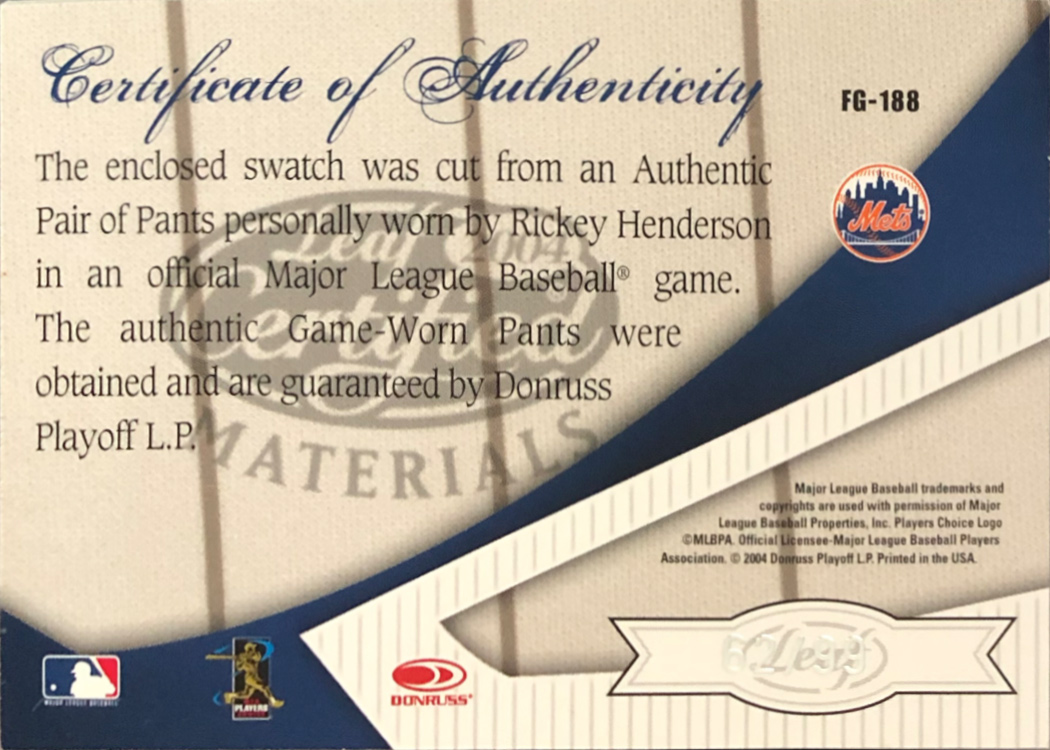 Certificate of Authenticity
FG-188
The enclosed swatch was cut from an Authentic
Pair of Pants personally worn by Rickey Henderson
in an official Major League Baseball® game.
The authentic Game-Worn Pants were
obtained and are guaranteed by Donruss
Playoff L.P.
Mets
Leaf 2004
Certified
MATERIALS
Major League Baseball trademarks and
copyrights are used with permission of Major
League Baseball Properties, Inc. Players Choice Logo
©MLBPA. Official Licensee-Major League Baseball Players
Association. © 2004 Donruss Playoff L.P. Printed in the USA.
MAJOR LEAGUE BASEBALL
PLAYERS
DONRUSS
Leaf